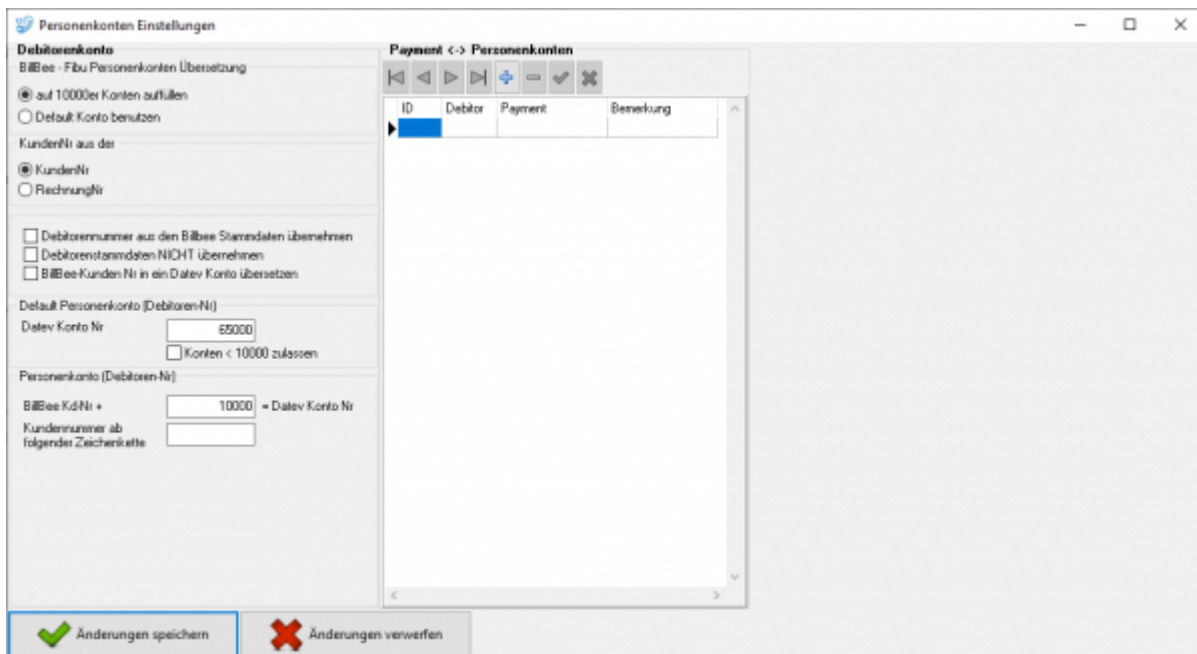 Personenkonten Einstellungen
Debitorenkonto
BillBee - Fibu Personenkonten Übersetzung
auf 10000er Konten auffüllen
Default Konto benutzen
KundenNr aus der
KundenNr
RechnungNr
Debitorennummer aus den Billbee Stammdaten übernehmen
Debitorenstammdaten NICHT übernehmen
BillBee-Kunden Nr in ein Datev Konto übersetzen
Default Personenkonto (Debitoren-Nr)
Datev Konto Nr
65000
Konten < 10000 zulassen
Personenkonto (Debitoren-Nr)
BillBee Kd-Nr + 10000 = Datev Konto Nr
Kundennummer ab
folgender Zeichenkette
Payment <-> Personenkonten
ID Debitor Payment Bemerkung
Änderungen speichern
Änderungen verwerfen